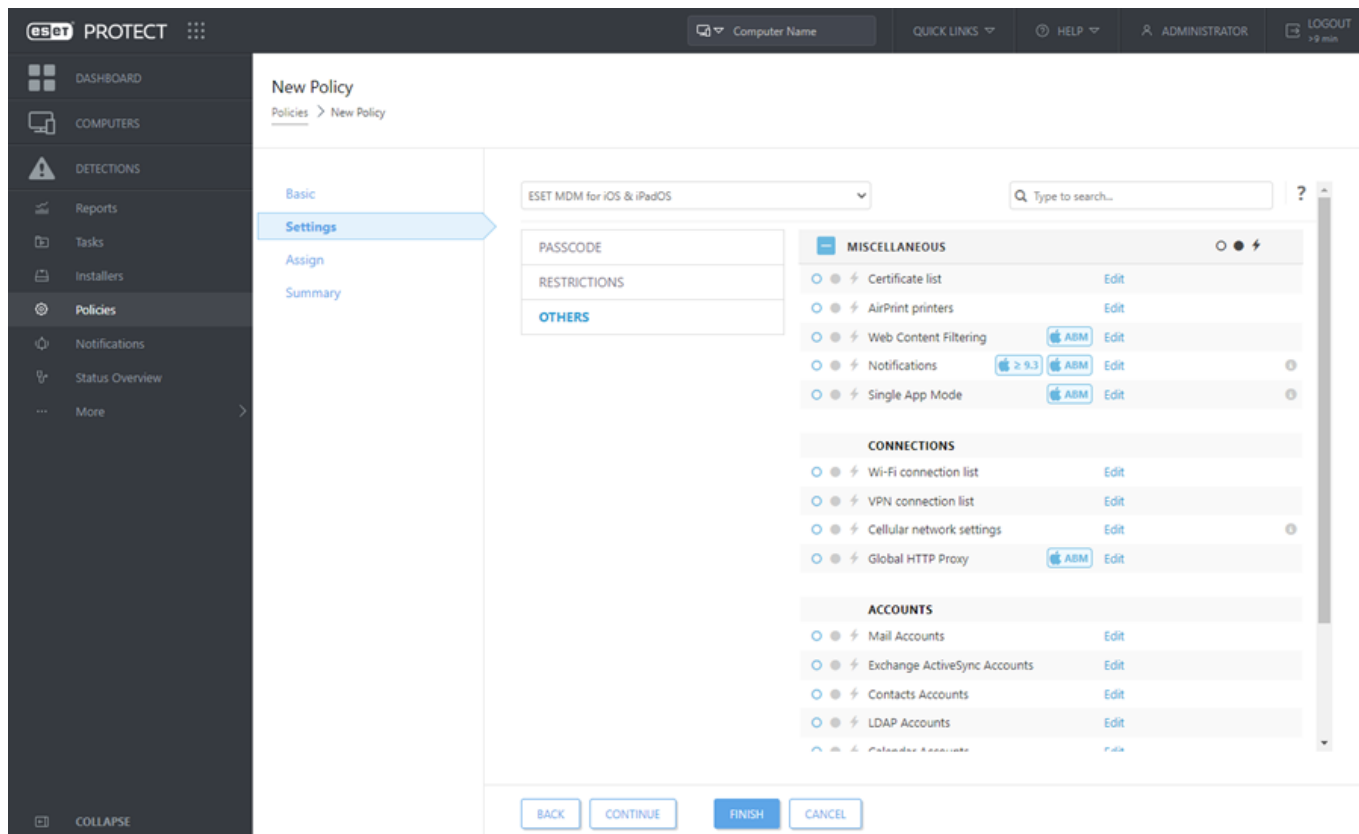 eset PROTECT
Computer Name
QUICK LINKS
HELP
ADMINISTRATOR
LOGOUT
>9 min
DASHBOARD
COMPUTERS
DETECTIONS
Reports
Tasks
Installers
Policies
Notifications
Status Overview
More
COLLAPSE
New Policy
Policies > New Policy
Basic
Settings
Assign
Summary
ESET MDM for iOS & iPadOS
Type to search...
?
PASSCODE
RESTRICTIONS
OTHERS
MISCELLANEOUS
Certificate list Edit
AirPrint printers Edit
Web Content Filtering ABM Edit
Notifications ≥ 9.3 ABM Edit
Single App Mode ABM Edit
CONNECTIONS
Wi-Fi connection list Edit
VPN connection list Edit
Cellular network settings Edit
Global HTTP Proxy ABM Edit
ACCOUNTS
Mail Accounts Edit
Exchange ActiveSync Accounts Edit
Contacts Accounts Edit
LDAP Accounts Edit
Calendar Accounts Edit
BACK
CONTINUE
FINISH
CANCEL